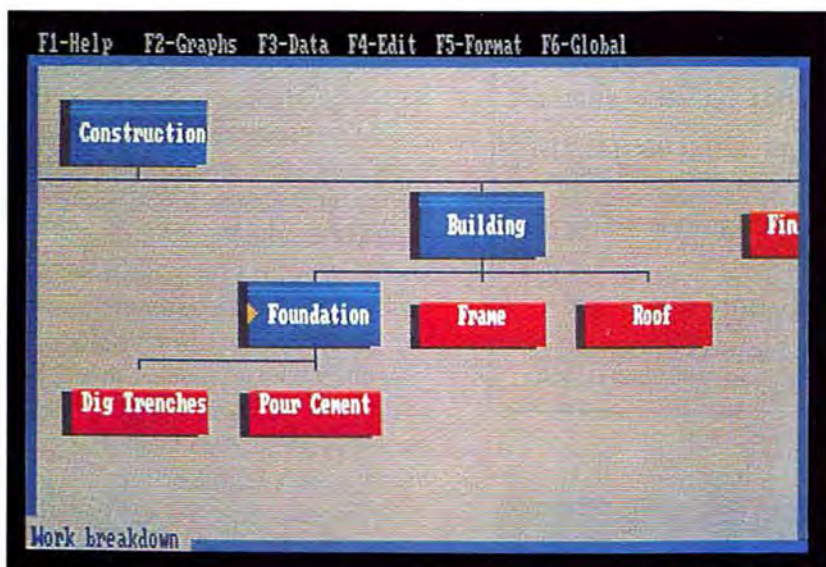 F1-Help F2-Graphs F3-Data F4-Edit F5-Format F6-Global
Construction
Building
Fin
Foundation
Frame
Roof
Dig Trenches
Pour Cement
Work breakdown